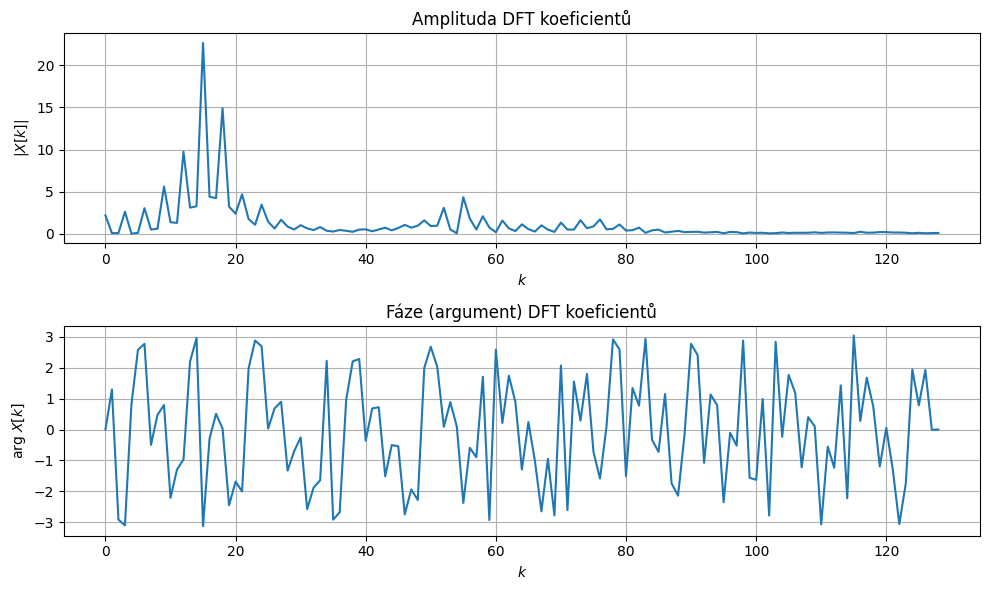 Amplituda DFT koeficientů
|X[k]|
20
15
10
5
0
0 20 40 60 80 100 120
k
Fáze (argument) DFT koeficientů
arg X[k]
3
2
1
0
−1
−2
−3
0 20 40 60 80 100 120
k